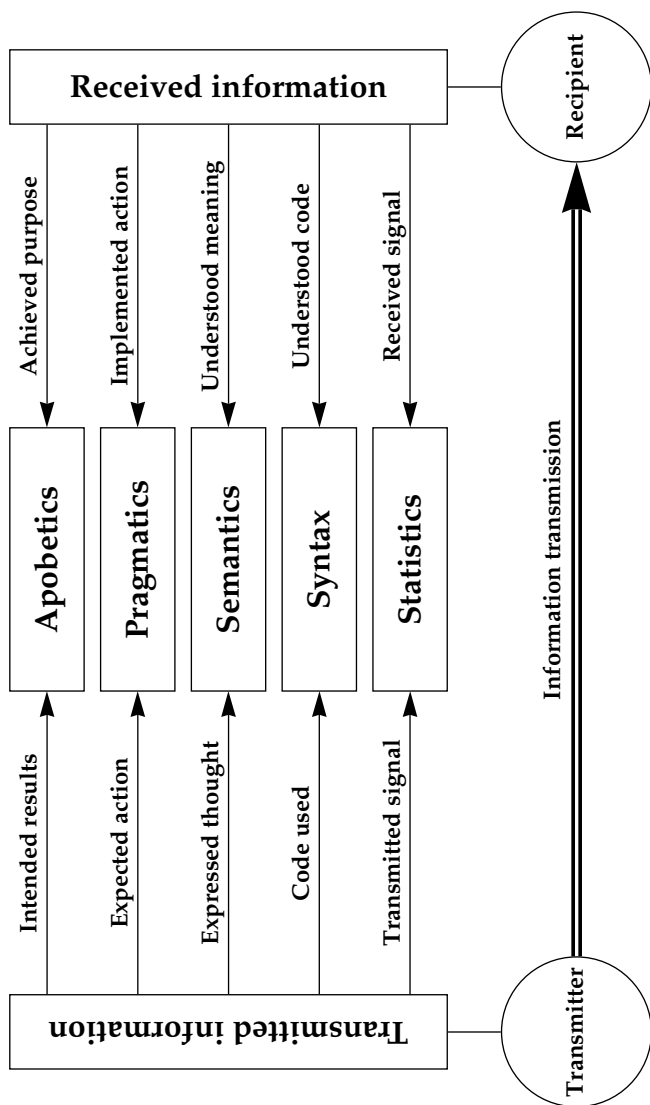 Received information
Recipient
Achieved purpose
Implemented action
Understood meaning
Understood code
Received signal
Apobetics
Pragmatics
Semantics
Syntax
Statistics
Information transmission
Intended results
Expected action
Expressed thought
Code used
Transmitted signal
Transmitted information
Transmitter